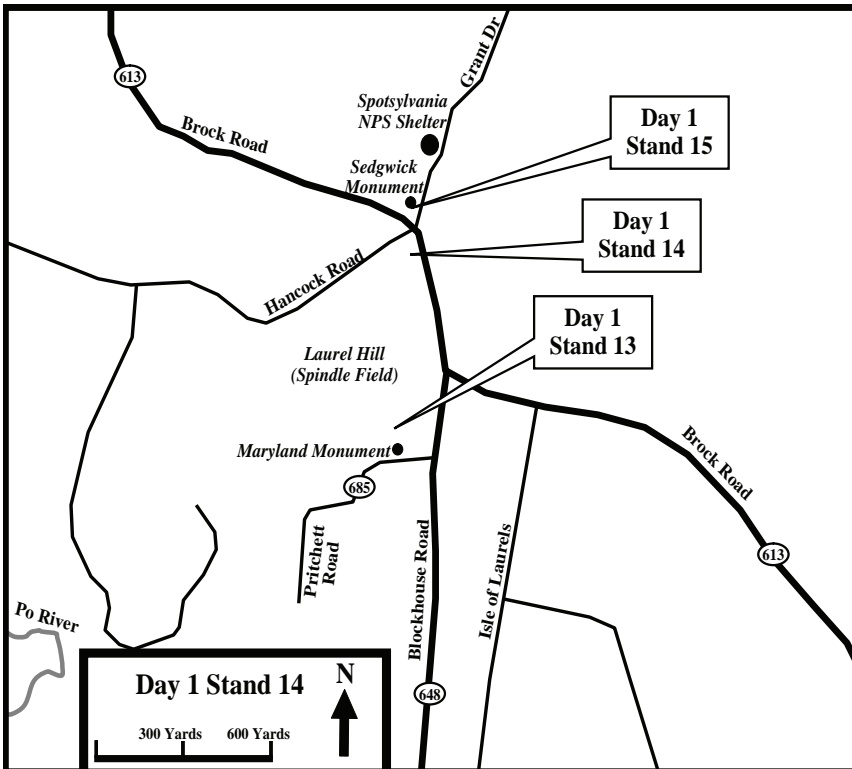 Grant Dr
613
Spotsylvania
NPS Shelter
Day 1
Stand 15
Brock Road
Sedgwick
Monument
Day 1
Stand 14
Hancock Road
Day 1
Stand 13
Laurel Hill
(Spindle Field)
Maryland Monument
Brock Road
685
Pritchett
Road
Blockhouse Road
Isle of Laurels
613
Po River
648
Day 1 Stand 14
N
300 Yards
600 Yards